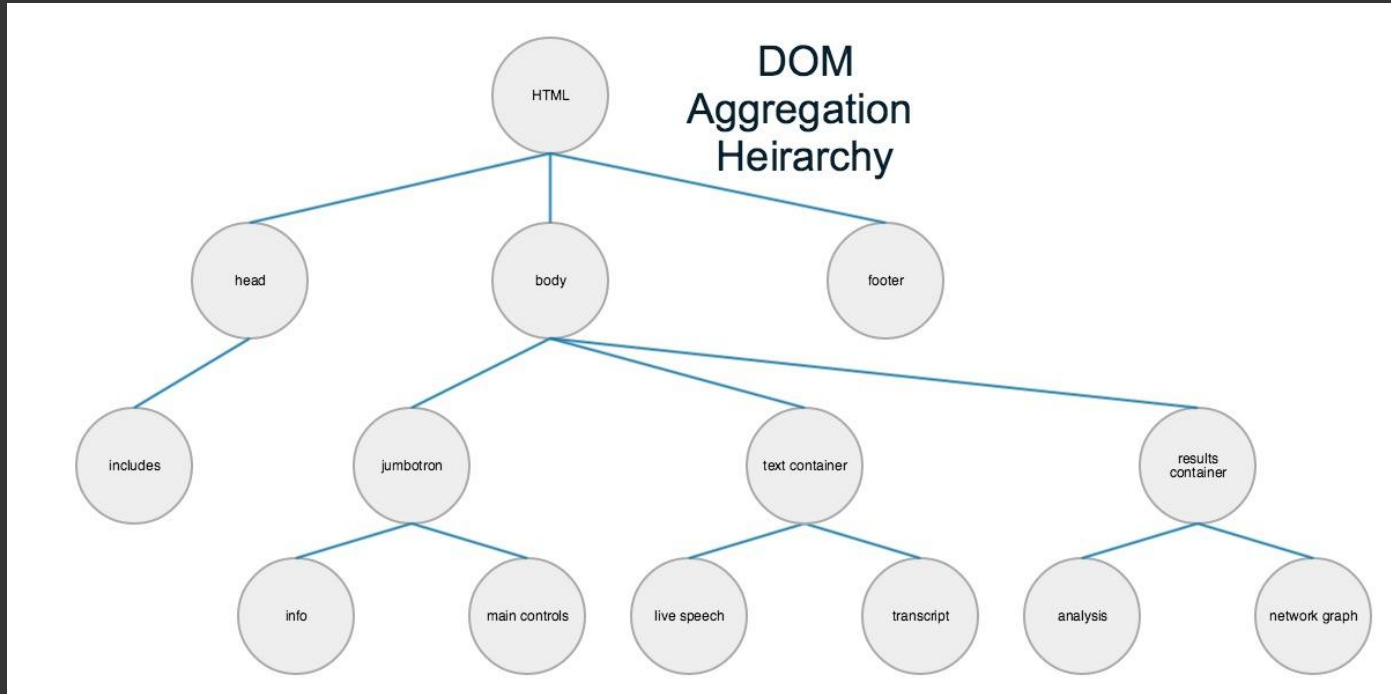 DOM
Aggregation
Heirarchy
HTML
head
body
footer
includes
jumbotron
text container
results
container
info
main controls
live speech
transcript
analysis
network graph